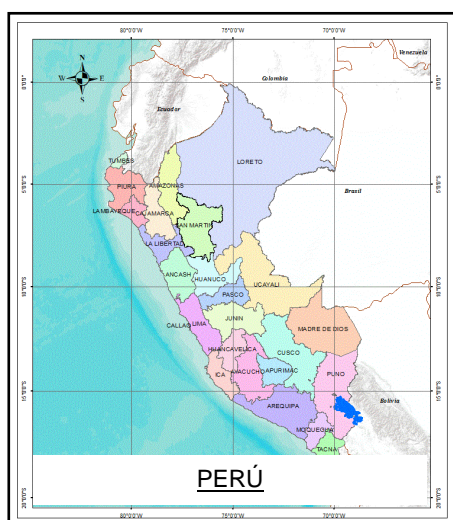 80°0'0"S 75°0'0"S 70°0'0"S
Venezuela
N
W E
S
Colombia
Ecuador
LORETO
TUMBES
PIURA
AMAZONAS
Brasil
LAMBAYEQUE
CAJAMARCA
SAN MARTIN
LA LIBERTAD
ANCASH
HUANUCO
UCAYALI
PASCO
JUNIN
CALLAO
LIMA
MADRE DE DIOS
HUANCAVELICA
CUSCO
ICA
AYACUCHO
APURIMAC
PUNO
AREQUIPA
Bolivia
MOQUEGUA
TACNA
PERÚ
80°0'0"S 75°0'0"S 70°0'0"S